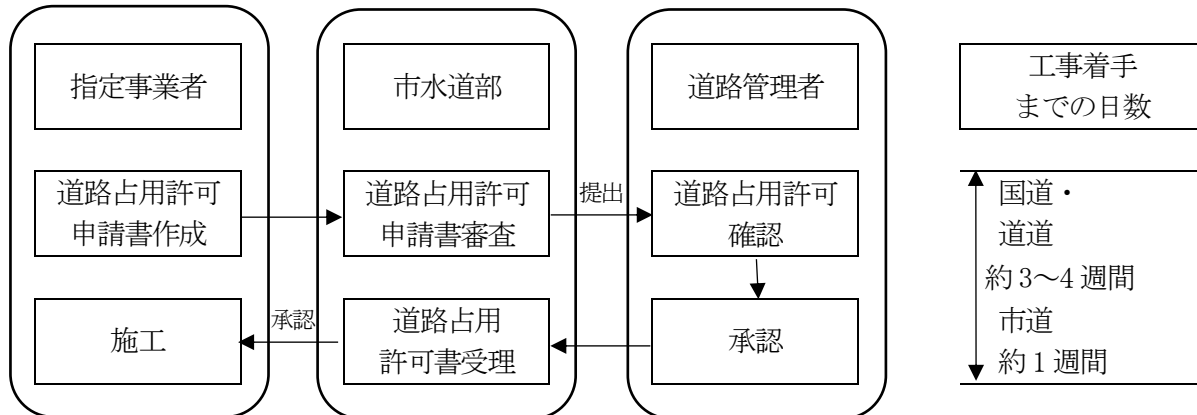 指定事業者
市水道部
道路管理者
工事着手
までの日数
道路占用許可
申請書作成
道路占用許可
申請書審査
提出
道路占用許可
確認
国道・
道道
約3~4週間
市道
約1週間
施工
承認
道路占用
許可書受理
承認